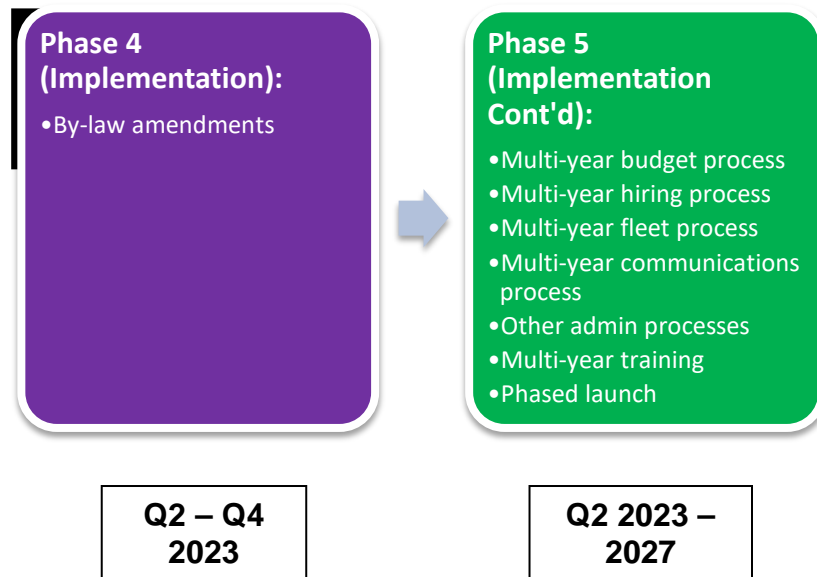 Phase 4
(Implementation):
•By-law amendments
Phase 5
(Implementation
Cont'd):
•Multi-year budget process
•Multi-year hiring process
•Multi-year fleet process
•Multi-year communications
process
•Other admin processes
•Multi-year training
•Phased launch
Q2 – Q4
2023
Q2 2023 –
2027